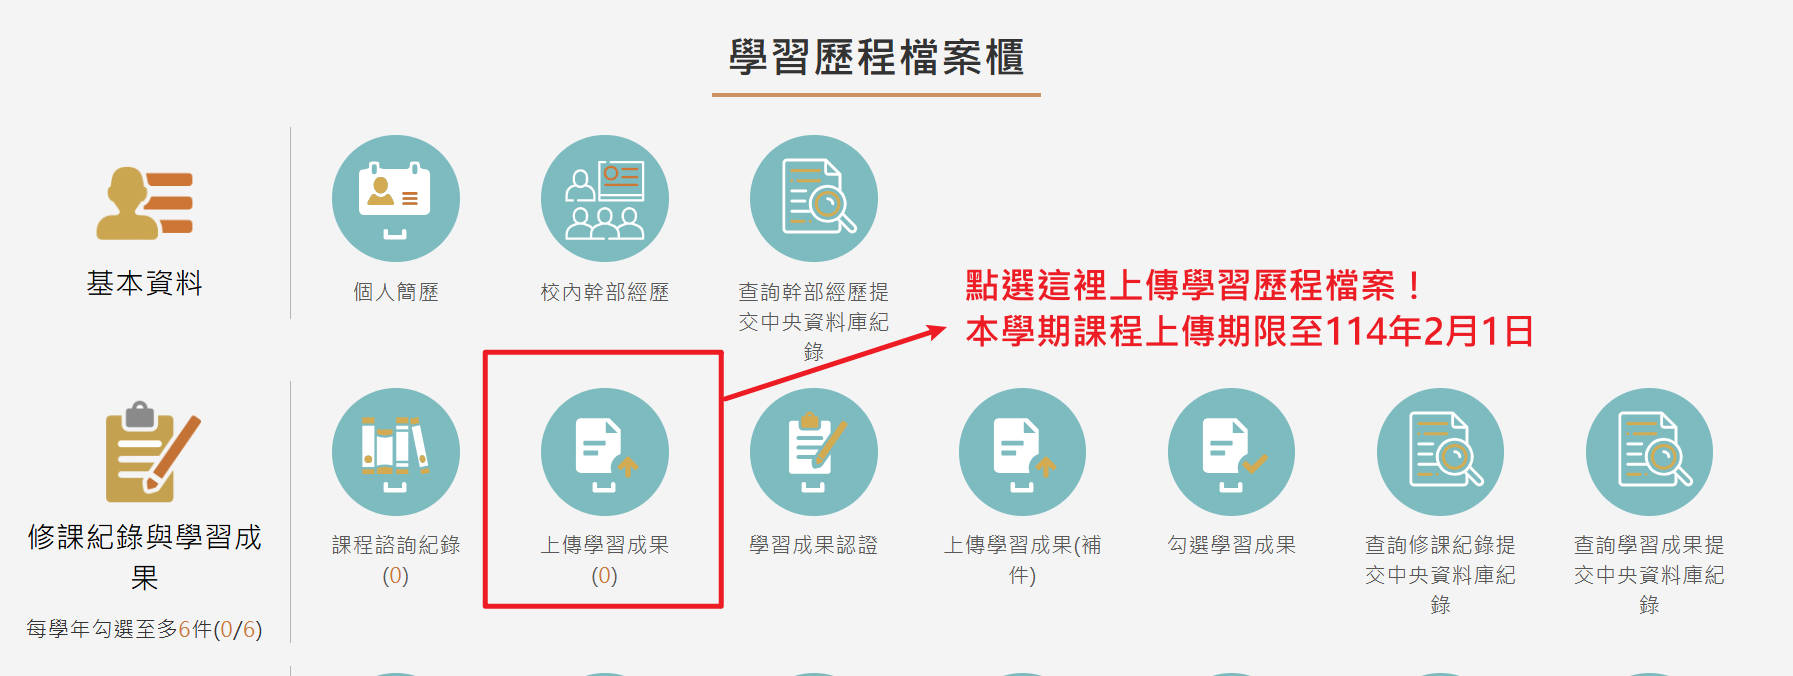 學習歷程檔案櫃
基本資料
個人簡歷
校內幹部經歷
查詢幹部經歷提
交中央資料庫紀
錄
點選這裡上傳學習歷程檔案！
本學期課程上傳期限至114年2月1日
修課紀錄與學習成
果
每學年勾選至多6件(0/6)
課程諮詢紀錄
(0)
上傳學習成果
(0)
學習成果認證
上傳學習成果(補
件)
勾選學習成果
查詢修課紀錄提
交中央資料庫紀
錄
查詢學習成果提
交中央資料庫紀
錄